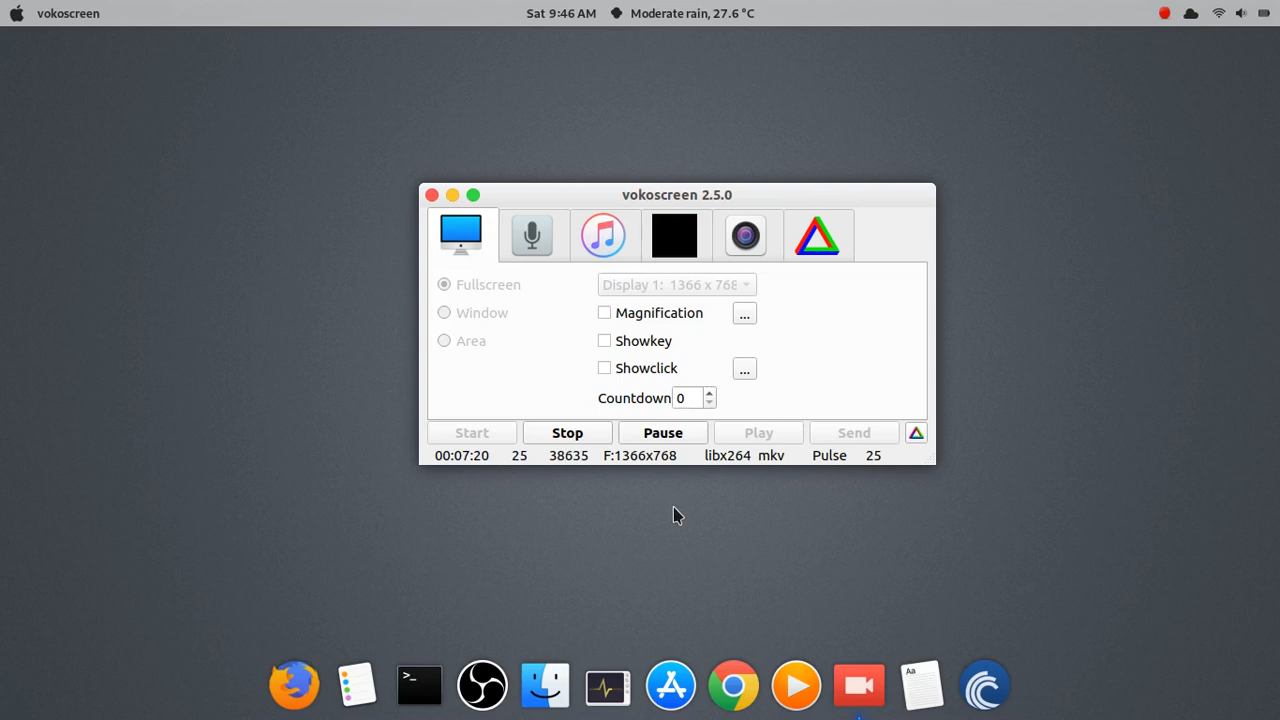 vokoscreen
Sat 9:46 AM
Moderate rain, 27.6 °C
vokoscreen 2.5.0
Fullscreen
Display 1: 1366 x 768
Window
Magnification
...
Area
Showkey
Showclick
...
Countdown 0
Start
Stop
Pause
Play
Send
00:07:20 25 38635 F:1366x768 libx264 mkv Pulse 25
>_
Aa